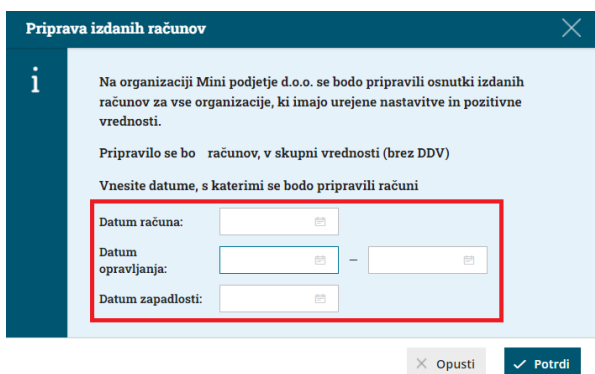 Priprava izdanih računov
Na organizaciji Mini podjetje d.o.o. se bodo pripravili osnutki izdanih
računov za vse organizacije, ki imajo urejene nastavitve in pozitivne
vrednosti.
Pripravilo se bo računov, v skupni vrednosti (brez DDV)
Vnesite datume, s katerimi se bodo pripravili računi
Datum računa:
Datum
opravljanja: –
Datum zapadlosti:
Opusti Potrdi